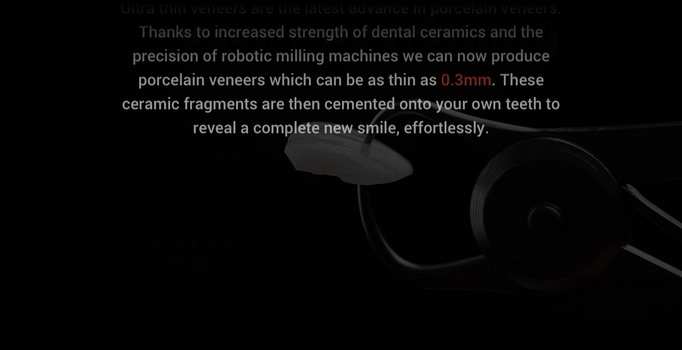 Ultra thin veneers are the latest advance in porcelain veneers.
Thanks to increased strength of dental ceramics and the
precision of robotic milling machines we can now produce
porcelain veneers which can be as thin as 0.3mm. These
ceramic fragments are then cemented onto your own teeth to
reveal a complete new smile, effortlessly.